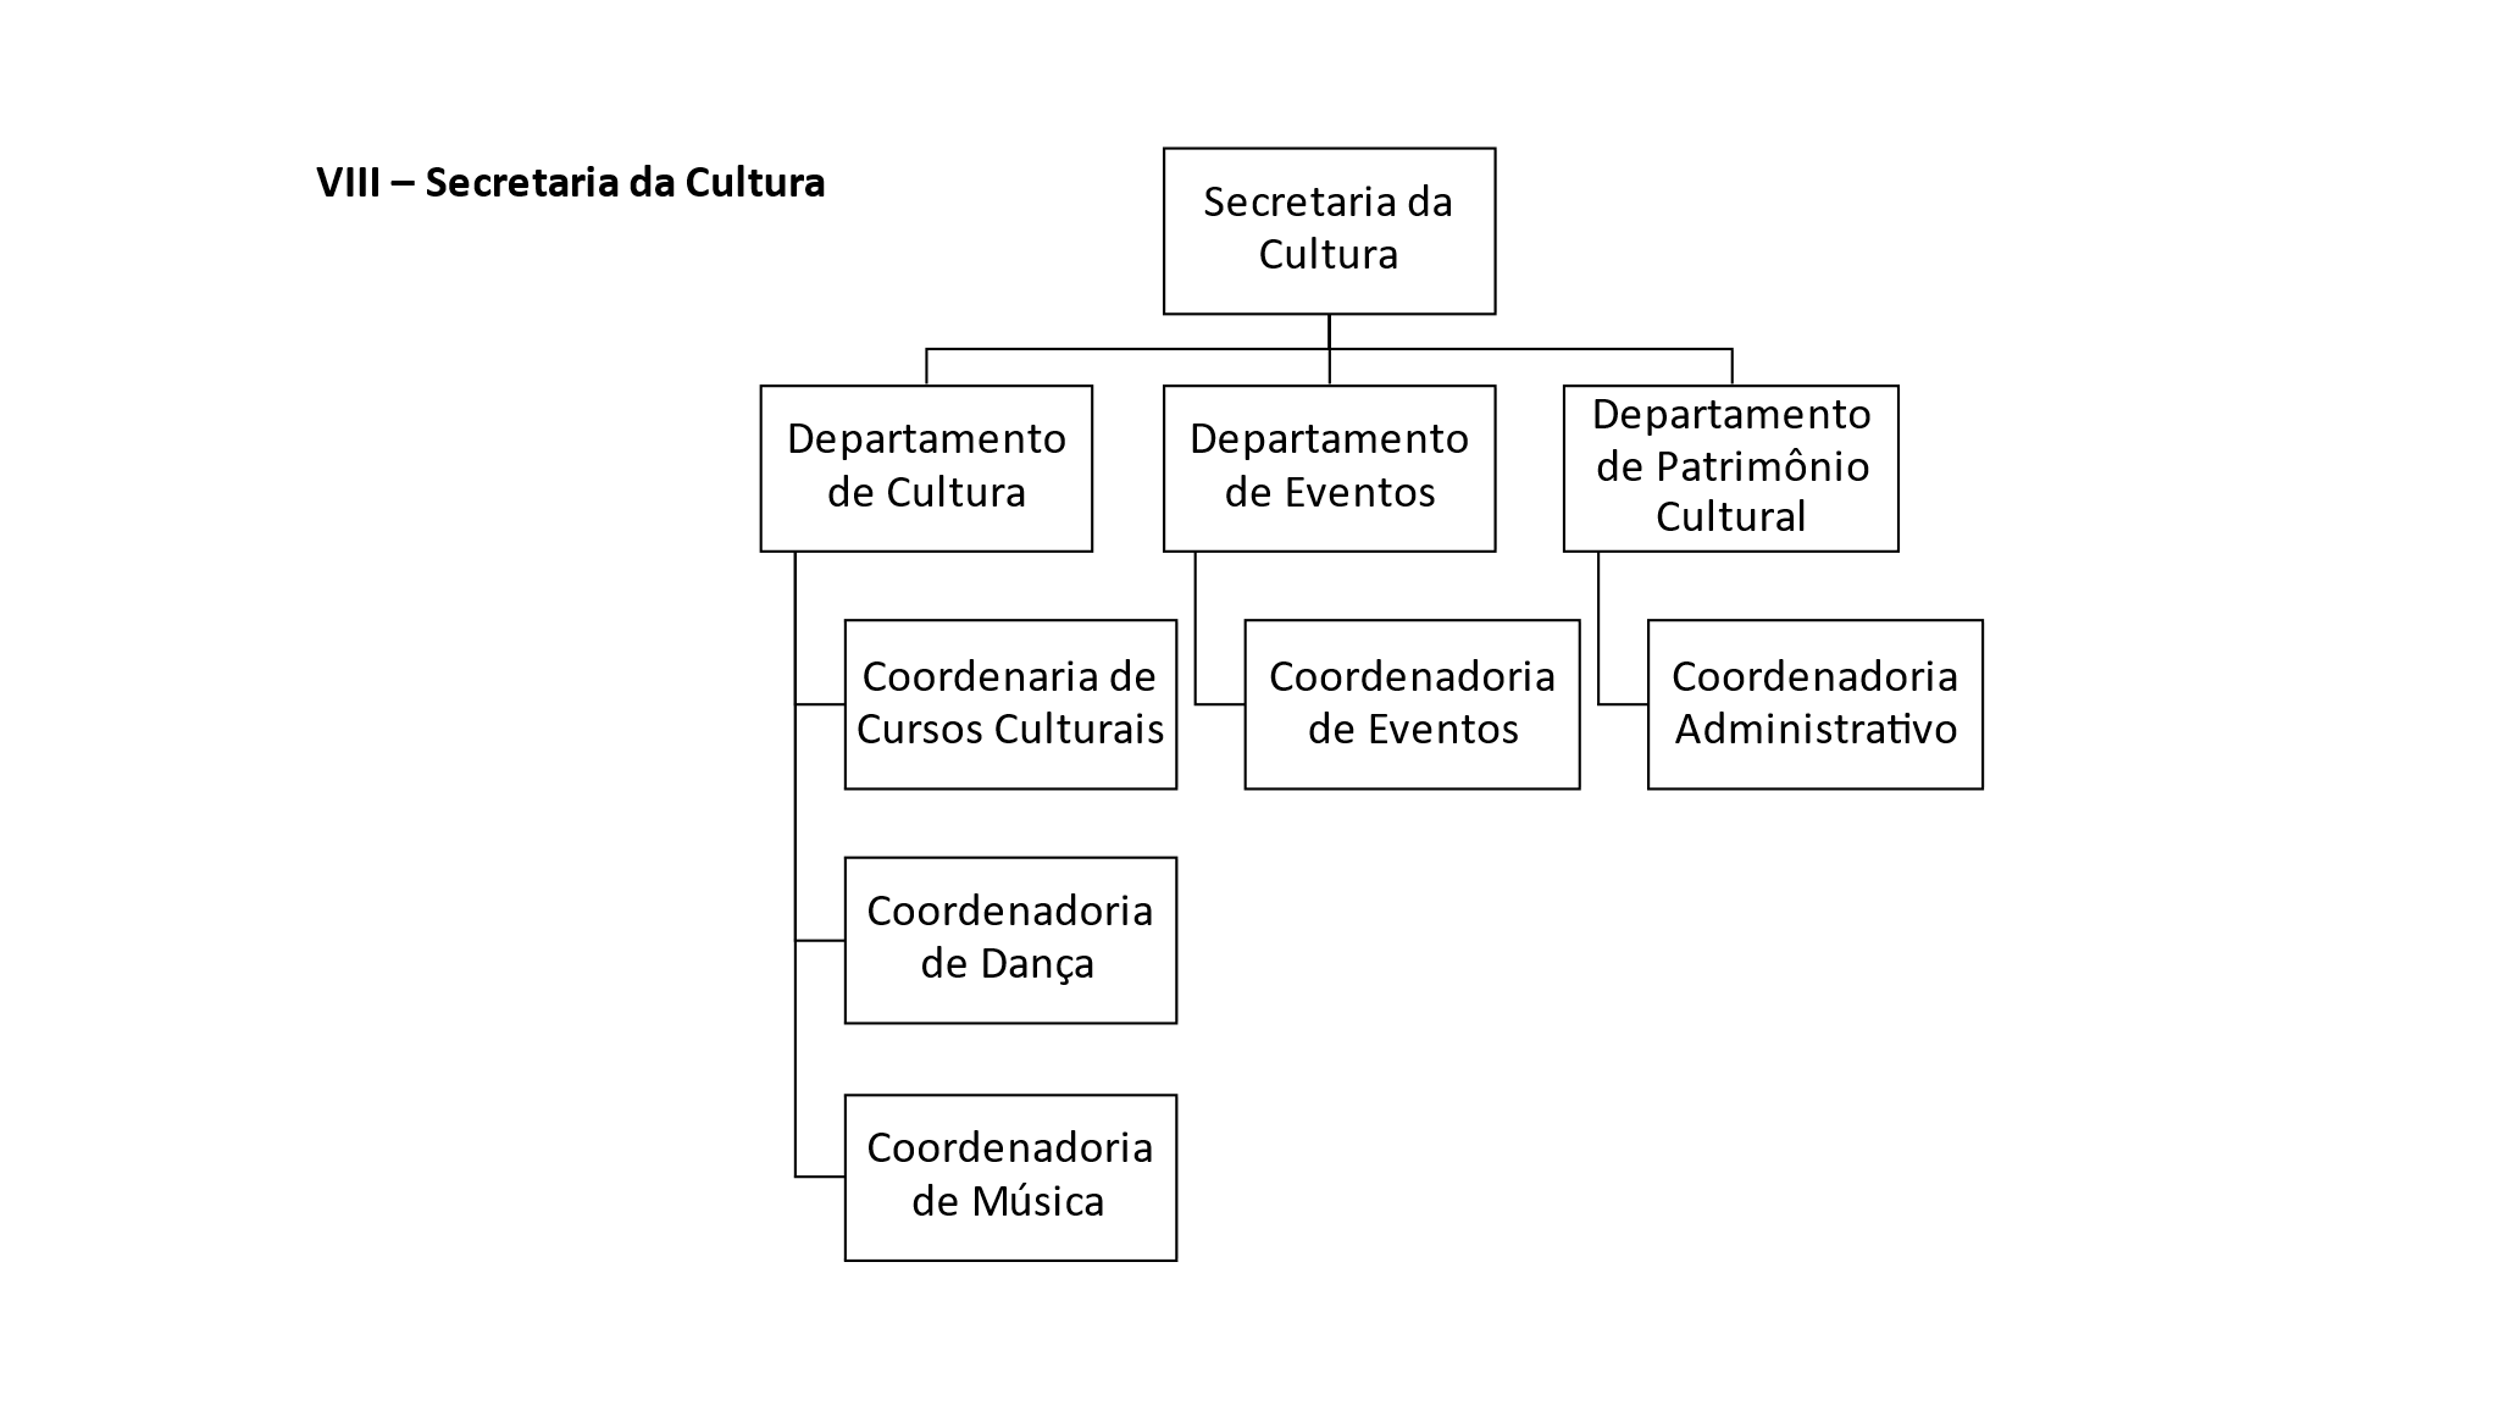 VIII – Secretaria da Cultura
Secretaria da
Cultura
Departamento
de Cultura
Departamento
de Eventos
Departamento
de Patrimônio
Cultural
Coordenaria de
Cursos Culturais
Coordenadoria
de Eventos
Coordenadoria
Administrativo
Coordenadoria
de Dança
Coordenadoria
de Música